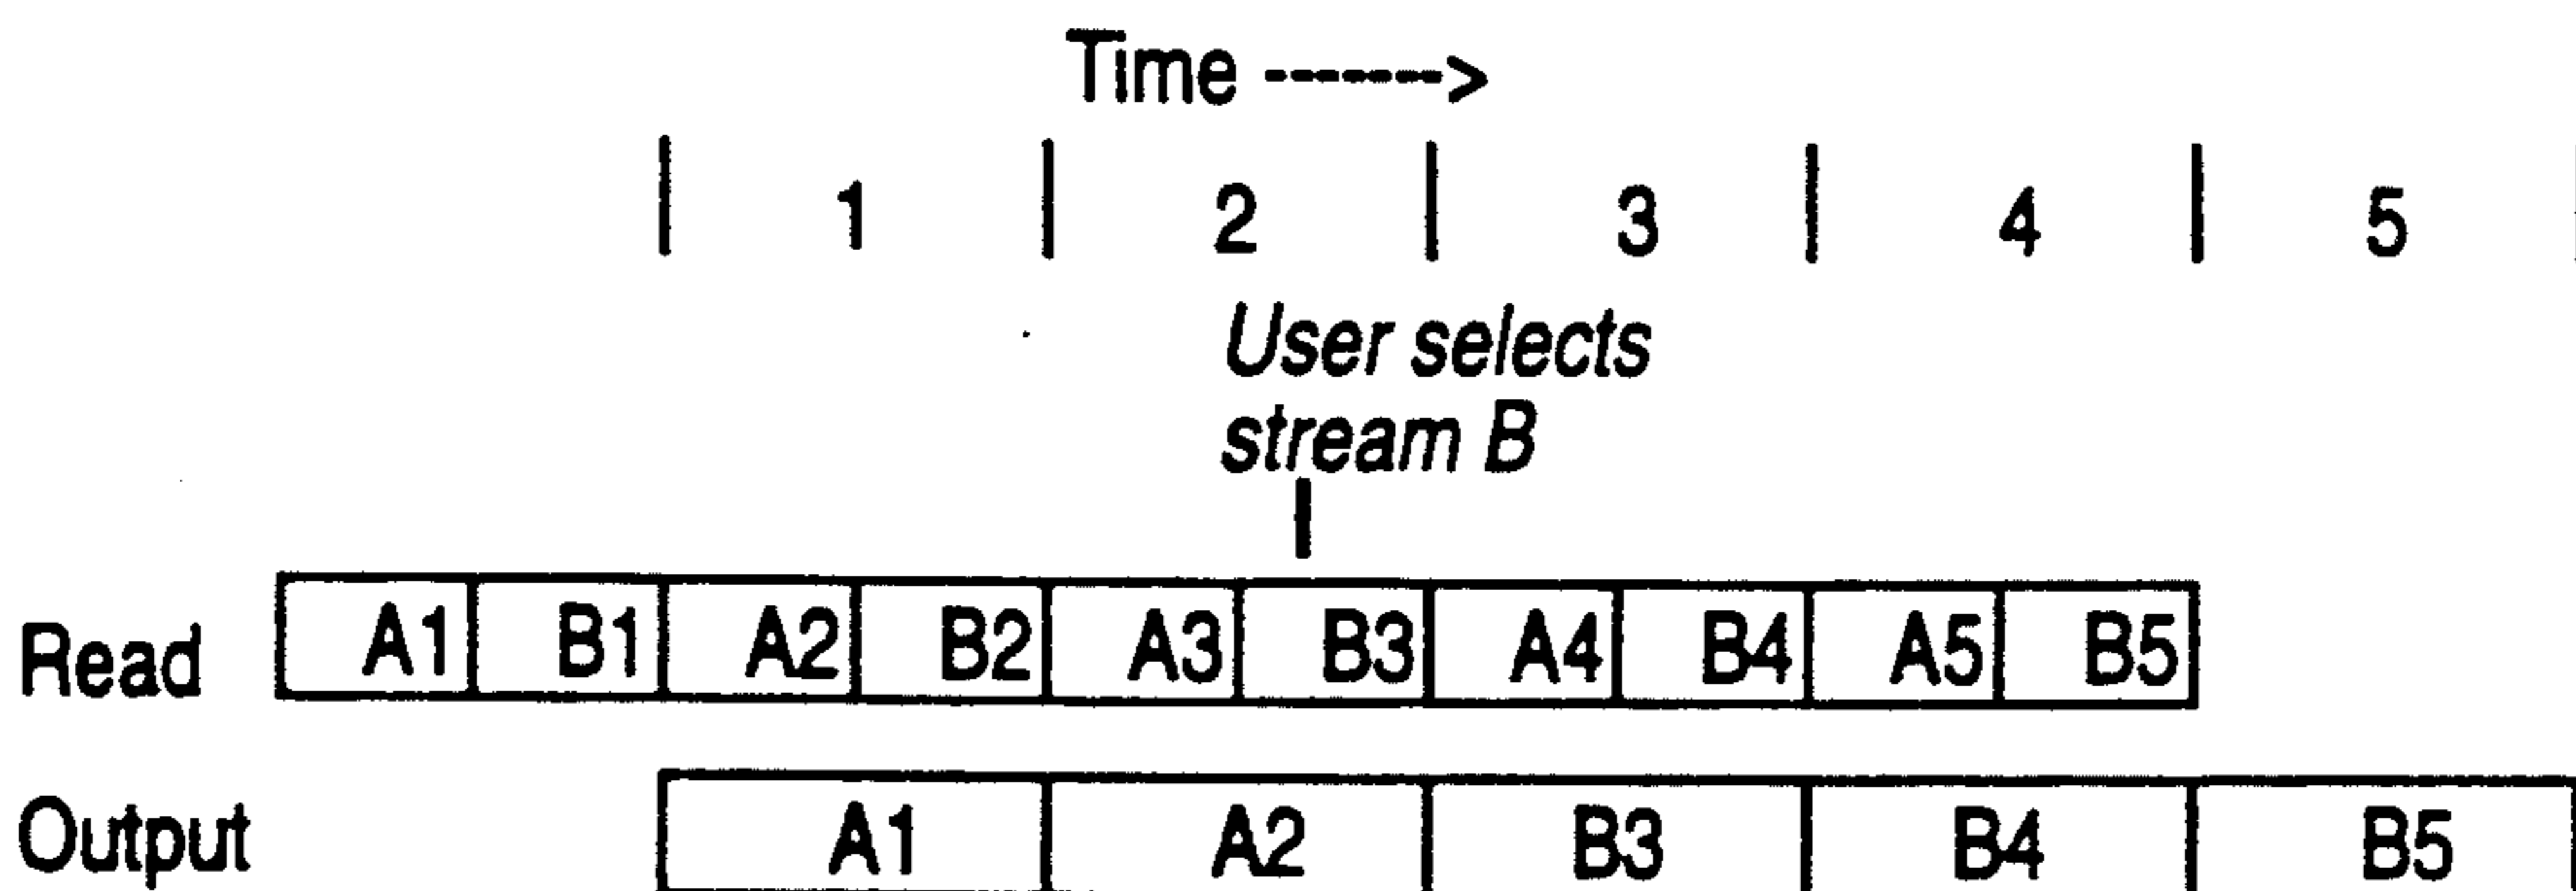 Time ------->
| 1 | 2 | 3 | 4 | 5 |
User selects
stream B
Read A1 B1 A2 B2 A3 B3 A4 B4 A5 B5
Output A1 A2 B3 B4 B5